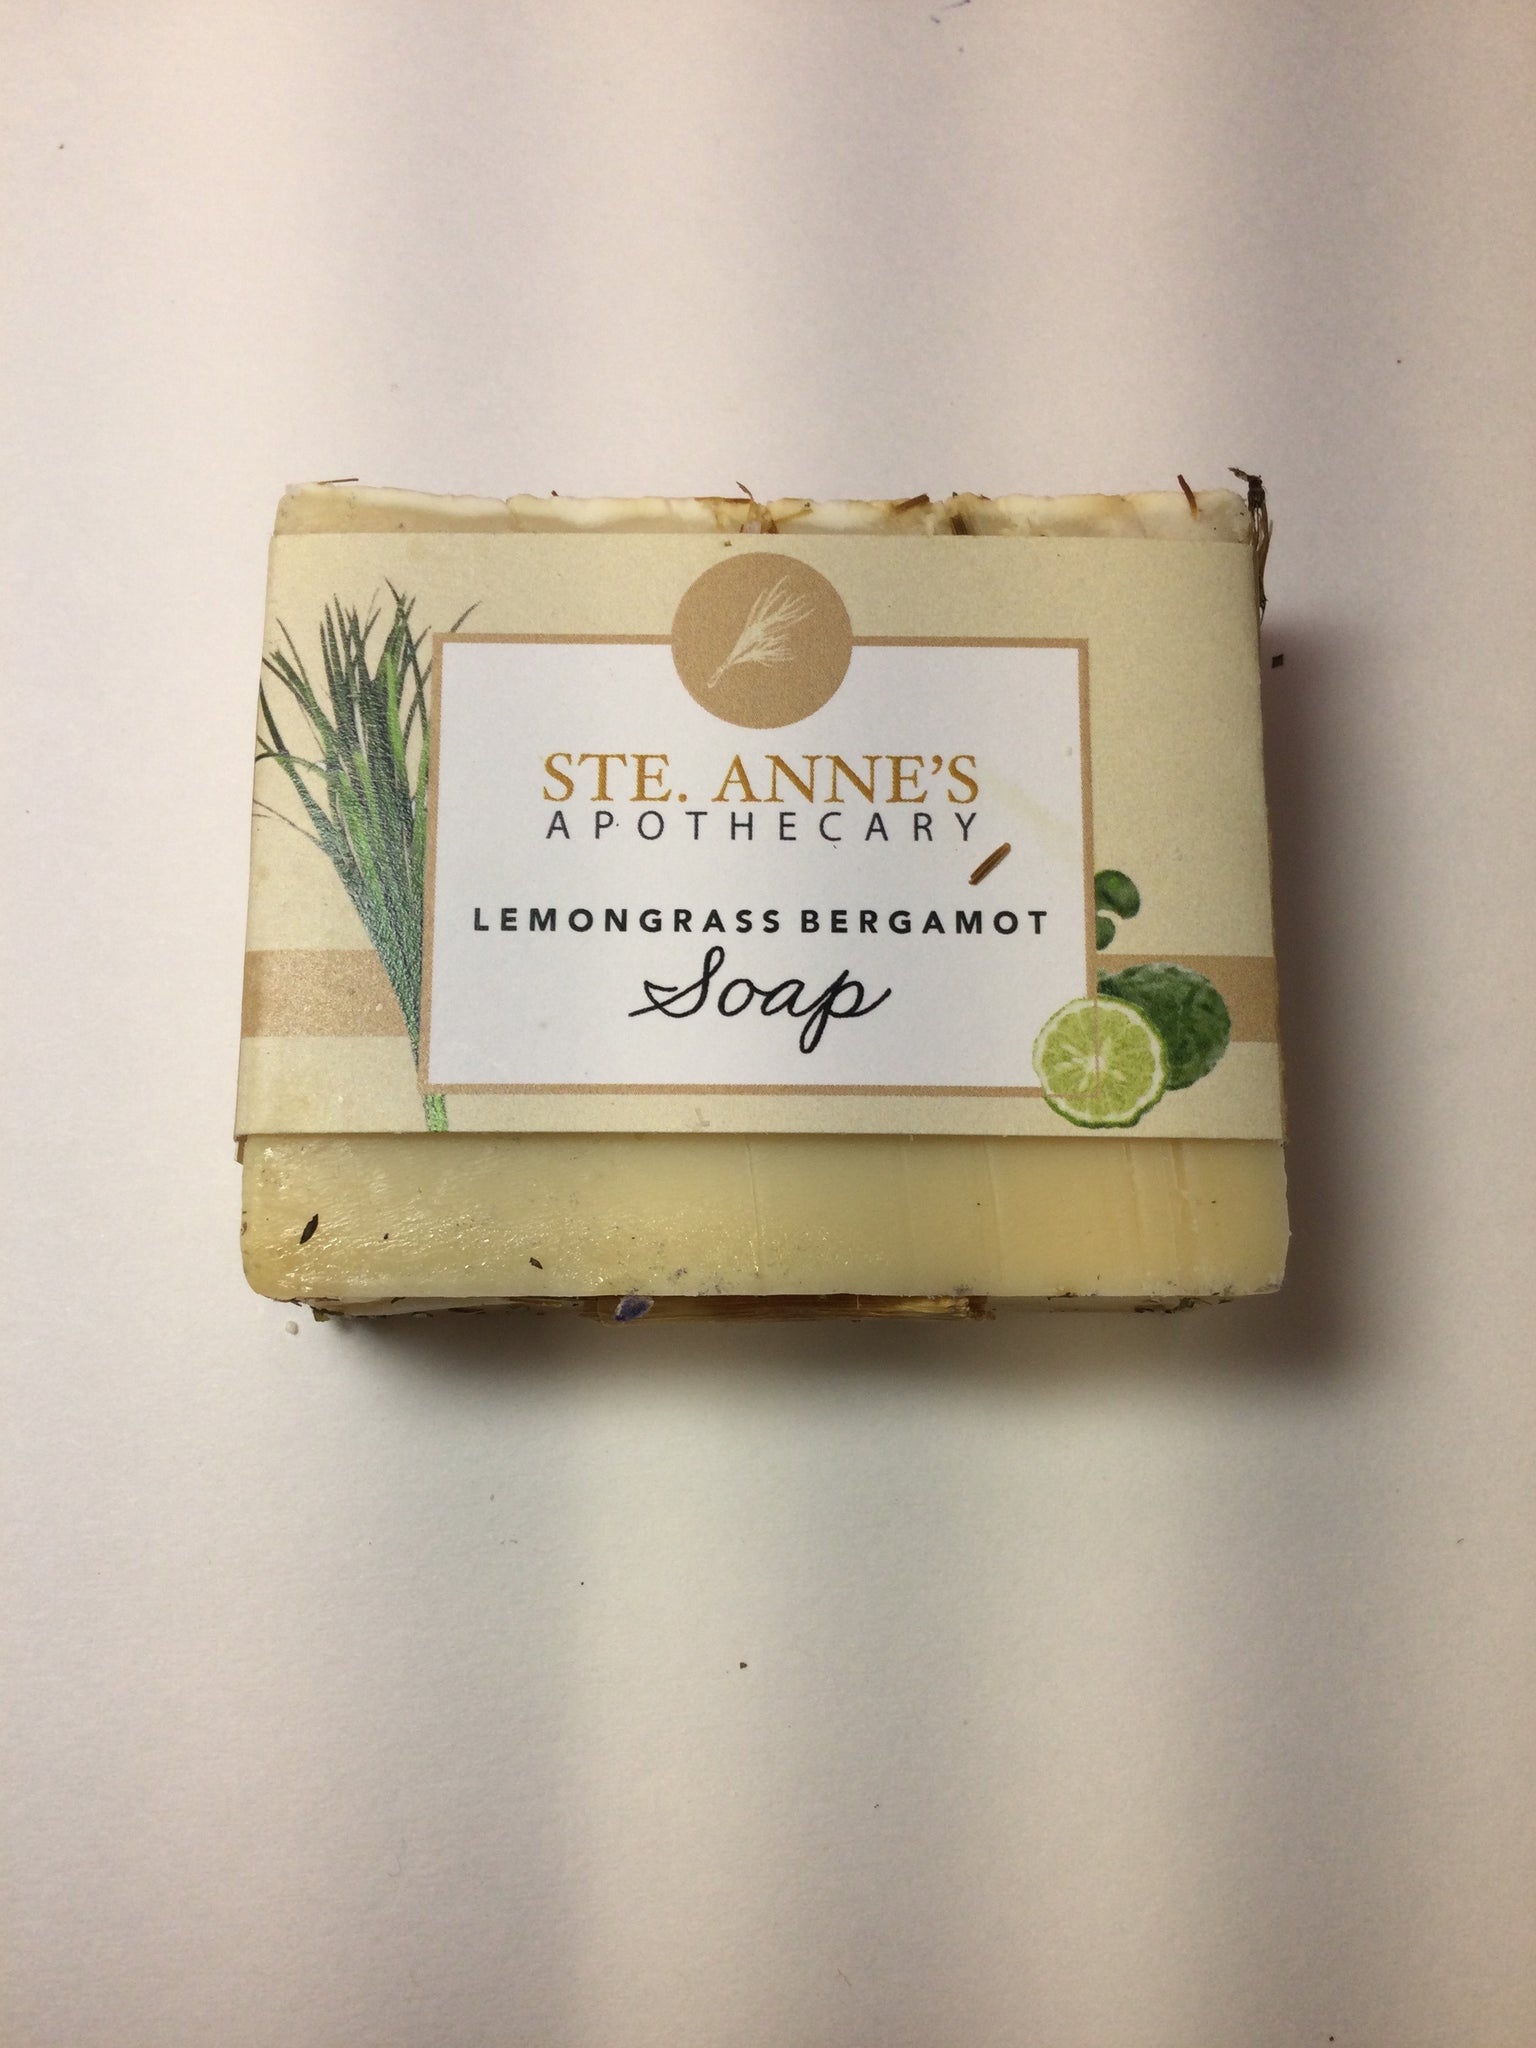 STE. ANNE'S
APOTHECARY
LEMONGRASS BERGAMOT
Soap